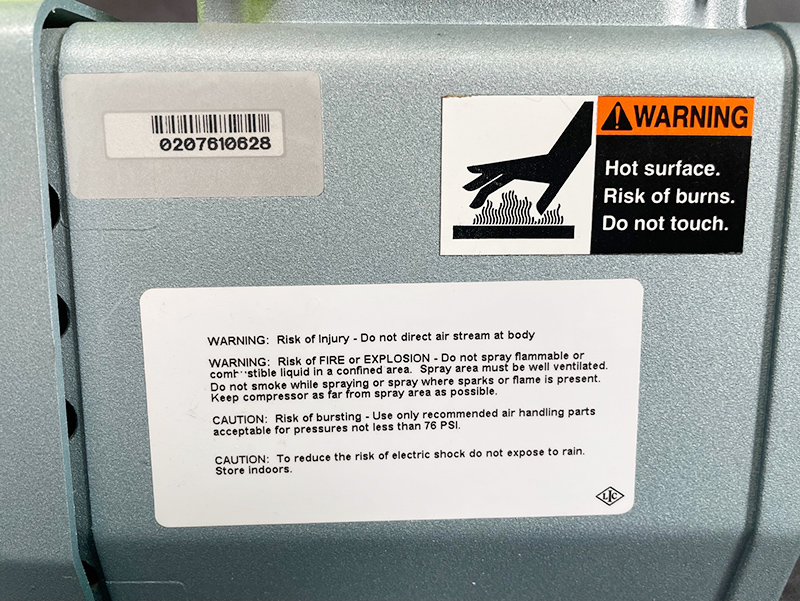 0207610628
WARNING
Hot surface.
Risk of burns.
Do not touch.
WARNING: Risk of Injury - Do not direct air stream at body
WARNING: Risk of FIRE or EXPLOSION - Do not spray flammable or
combustible liquid in a confined area. Spray area must be well ventilated.
Do not smoke while spraying or spray where sparks or flame is present.
Keep compressor as far from spray area as possible.
CAUTION: Risk of bursting - Use only recommended air handling parts
acceptable for pressures not less than 76 PSI.
CAUTION: To reduce the risk of electric shock do not expose to rain.
Store indoors.
LIC